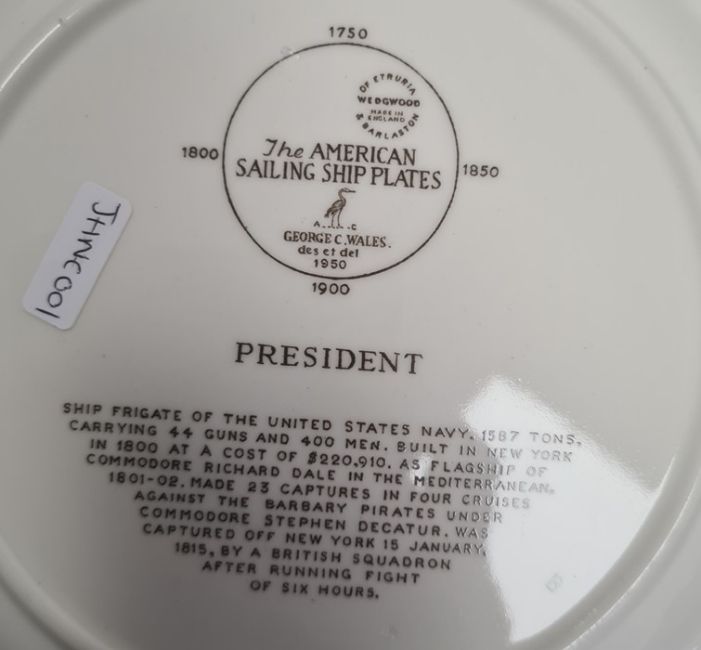 1750
OF ETRURIA
WEDGWOOD
MADE IN
ENGLAND
& BARLASTON
1800
1850
The AMERICAN
SAILING SHIP PLATES
A C
GEORGE C. WALES.
des et del
1950
1900
JHWC001
PRESIDENT
SHIP FRIGATE OF THE UNITED STATES NAVY. 1587 TONS,
CARRYING 44 GUNS AND 400 MEN. BUILT IN NEW YORK
IN 1800 AT A COST OF $220,910. AS FLAGSHIP OF
COMMODORE RICHARD DALE IN THE MEDITERRANEAN,
1801-02. MADE 23 CAPTURES IN FOUR CRUISES
AGAINST THE BARBARY PIRATES UNDER
COMMODORE STEPHEN DECATUR. WAS
CAPTURED OFF NEW YORK 15 JANUARY,
1815, BY A BRITISH SQUADRON
AFTER RUNNING FIGHT
OF SIX HOURS.